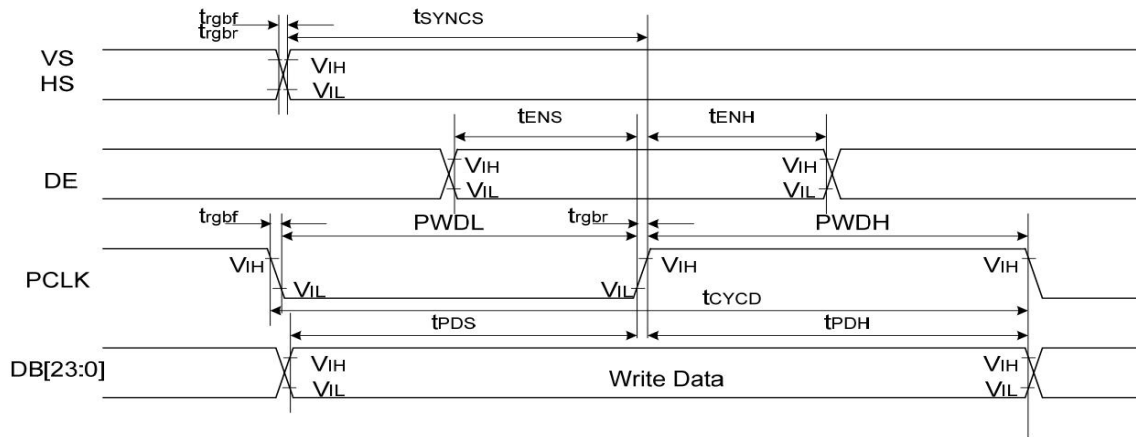 trgbf
trgbr
tSYNCS
VS
HS
VIH
VIL
tENS
tENH
DE
VIH
VIL
VIH
VIL
trgbf
PWDL
trgbr
PWDH
PCLK
VIH
VIL
VIL
VIH
VIH
tCYCD
tPDS
tPDH
DB[23:0]
VIH
VIL
Write Data
VIH
VIL